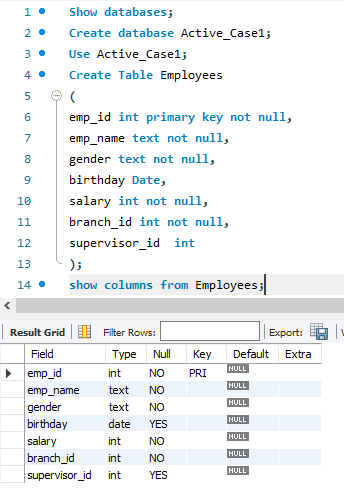 1 Show databases;
2 Create database Active_Case1;
3 Use Active_Case1;
4 Create Table Employees
5 (
6 emp_id int primary key not null,
7 emp_name text not null,
8 gender text not null,
9 birthday Date,
10 salary int not null,
11 branch_id int not null,
12 supervisor_id  int
13 );
14 show columns from Employees;
Result Grid Filter Rows: Export:
Field Type Null Key Default Extra
emp_id int NO PRI NULL
emp_name text NO NULL
gender text NO NULL
birthday date YES NULL
salary int NO NULL
branch_id int NO NULL
supervisor_id int YES NULL